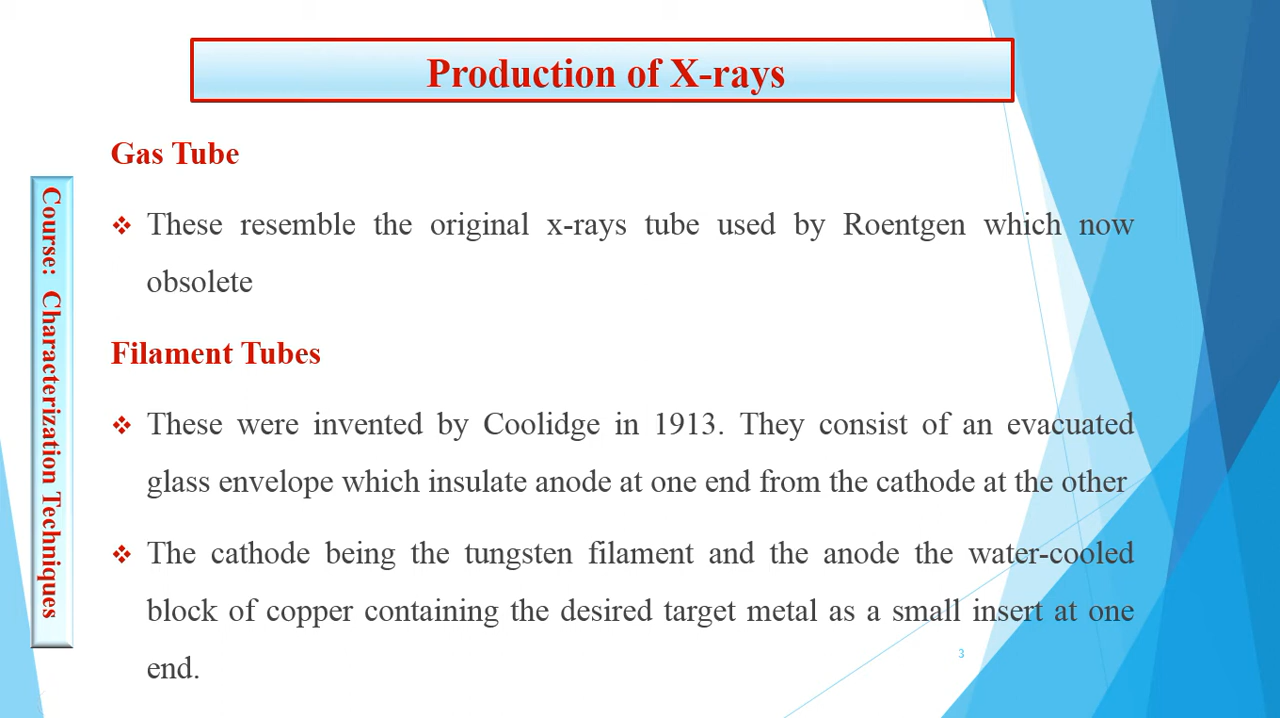 Production of X-rays
Gas Tube
❖ These resemble the original x-rays tube used by Roentgen which now
obsolete
Filament Tubes
❖ These were invented by Coolidge in 1913. They consist of an evacuated
glass envelope which insulate anode at one end from the cathode at the other
❖ The cathode being the tungsten filament and the anode the water-cooled
block of copper containing the desired target metal as a small insert at one
end.
Course: Characterization Techniques
3